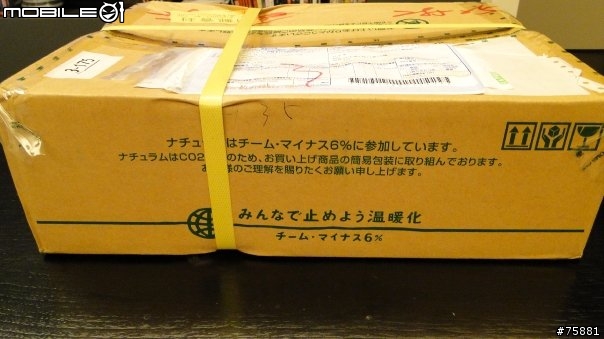 MOBILE01
3-175
ナチュラムはチーム・マイナス6%に参加しています。
ナチュラムはCO2 のため、お買い上げ商品の簡易包装に取り組んでおります。
のご理解を賜りたくお願い申し上げます。
みんなで止めよう温暖化
チーム・マイナス6%
#75881